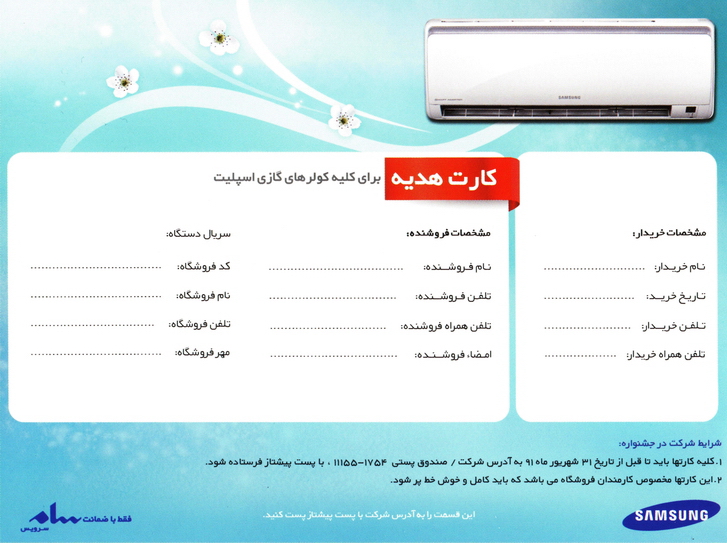 SAMSUNG
کارت هدیه برای کلیه کولرهای گازی اسپلیت
مشخصات خریدار:
نام خریدار:
تاریخ خرید:
تلفن خریدار:
تلفن همراه خریدار:
مشخصات فروشنده:
نام فروشنده:
تلفن فروشنده:
تلفن همراه فروشنده:
امضاء فروشنده:
سریال دستگاه:
کد فروشگاه:
نام فروشگاه:
تلفن فروشگاه:
مهر فروشگاه:
شرایط شرکت در جشنواره:
۱.کلیه کارتها باید تا قبل از تاریخ ۳۱ شهریور ماه ۹۱ به آدرس شرکت / صندوق پستی ۱۷۵۴-۱۱۱۵۵ ، با پست پیشتاز فرستاده شود.
۲.این کارتها مخصوص کارمندان فروشگاه می باشد که باید کامل و خوش خط پر شود.
SAMSUNG
این قسمت را به آدرس شرکت با پست پیشتاز پست کنید.
فقط با ضمانت سام سرویس